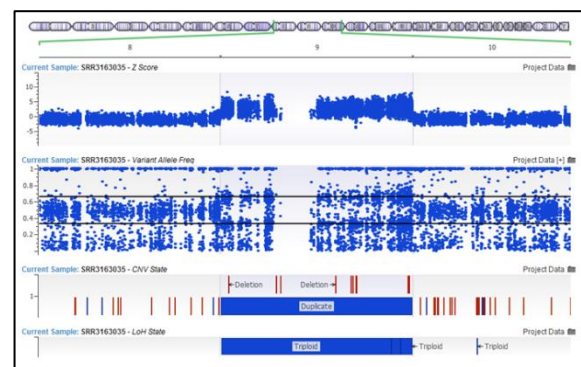 8 9 10
Current Sample: SRR3163035 - Z Score Project Data
10
5
0
-5
Current Sample: SRR3163035 - Variant Allele Freq Project Data [+]
1
0.8
0.6
0.4
0.2
Current Sample: SRR3163035 - CNV State Project Data
Deletion Deletion
1 Duplicate
Current Sample: SRR3163035 - LoH State Project Data
Triploid Triploid Triploid